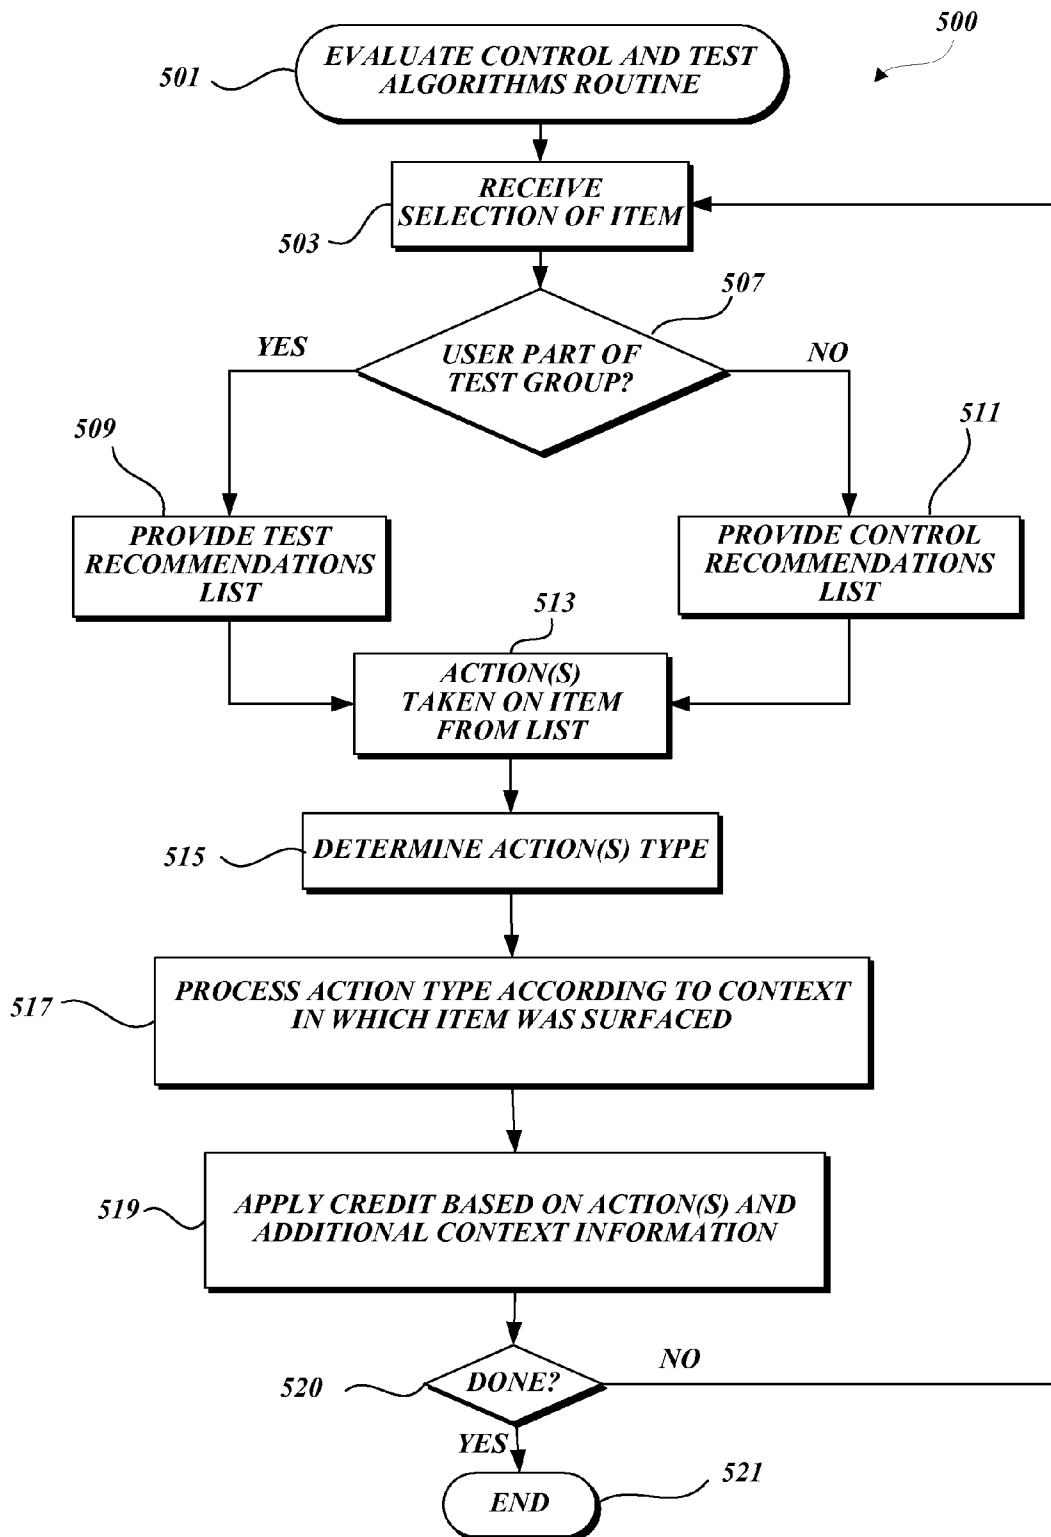 500
EVALUATE CONTROL AND TEST
ALGORITHMS ROUTINE
501
RECEIVE
SELECTION OF ITEM
503
507
YES
USER PART OF
TEST GROUP?
NO
509
511
PROVIDE TEST
RECOMMENDATIONS
LIST
PROVIDE CONTROL
RECOMMENDATIONS
LIST
513
ACTION(S)
TAKEN ON ITEM
FROM LIST
515
DETERMINE ACTION(S) TYPE
517
PROCESS ACTION TYPE ACCORDING TO CONTEXT
IN WHICH ITEM WAS SURFACED
519
APPLY CREDIT BASED ON ACTION(S) AND
ADDITIONAL CONTEXT INFORMATION
520
DONE?
NO
YES
521
END